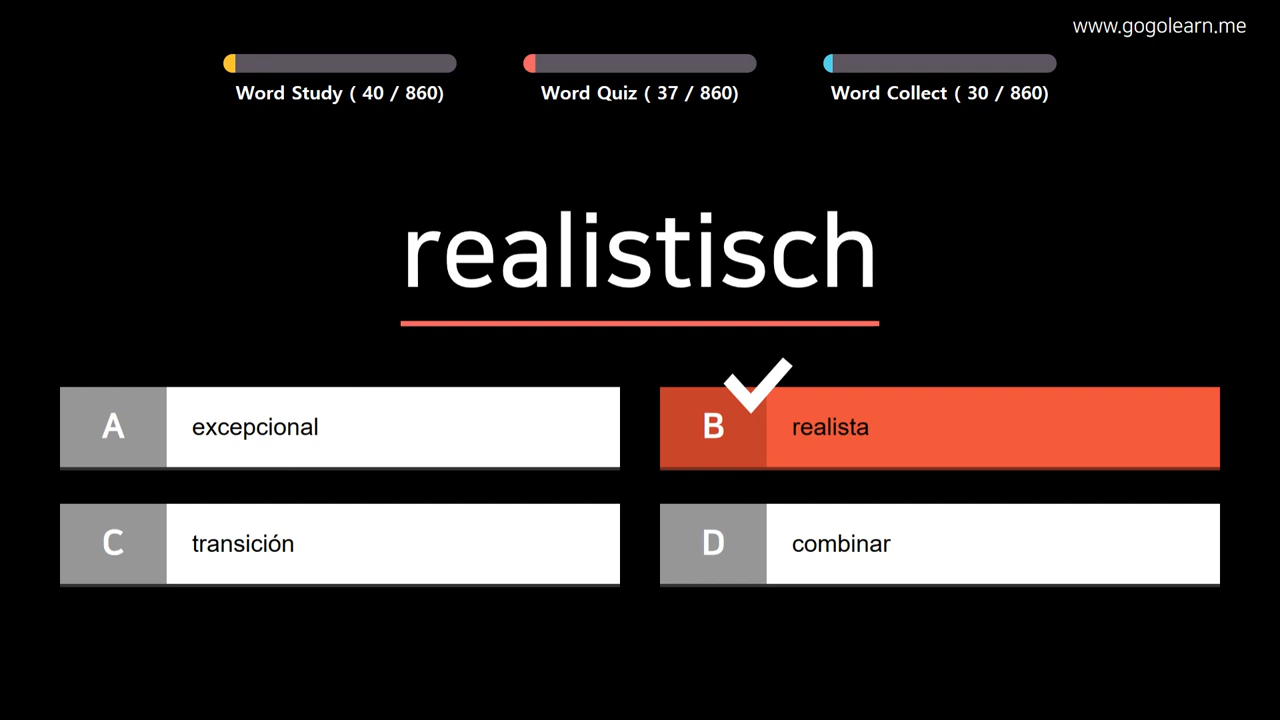 www.gogolearn.me
Word Study ( 40 / 860)
Word Quiz ( 37 / 860)
Word Collect ( 30 / 860)
realistisch
A excepcional
B realista
C transición
D combinar